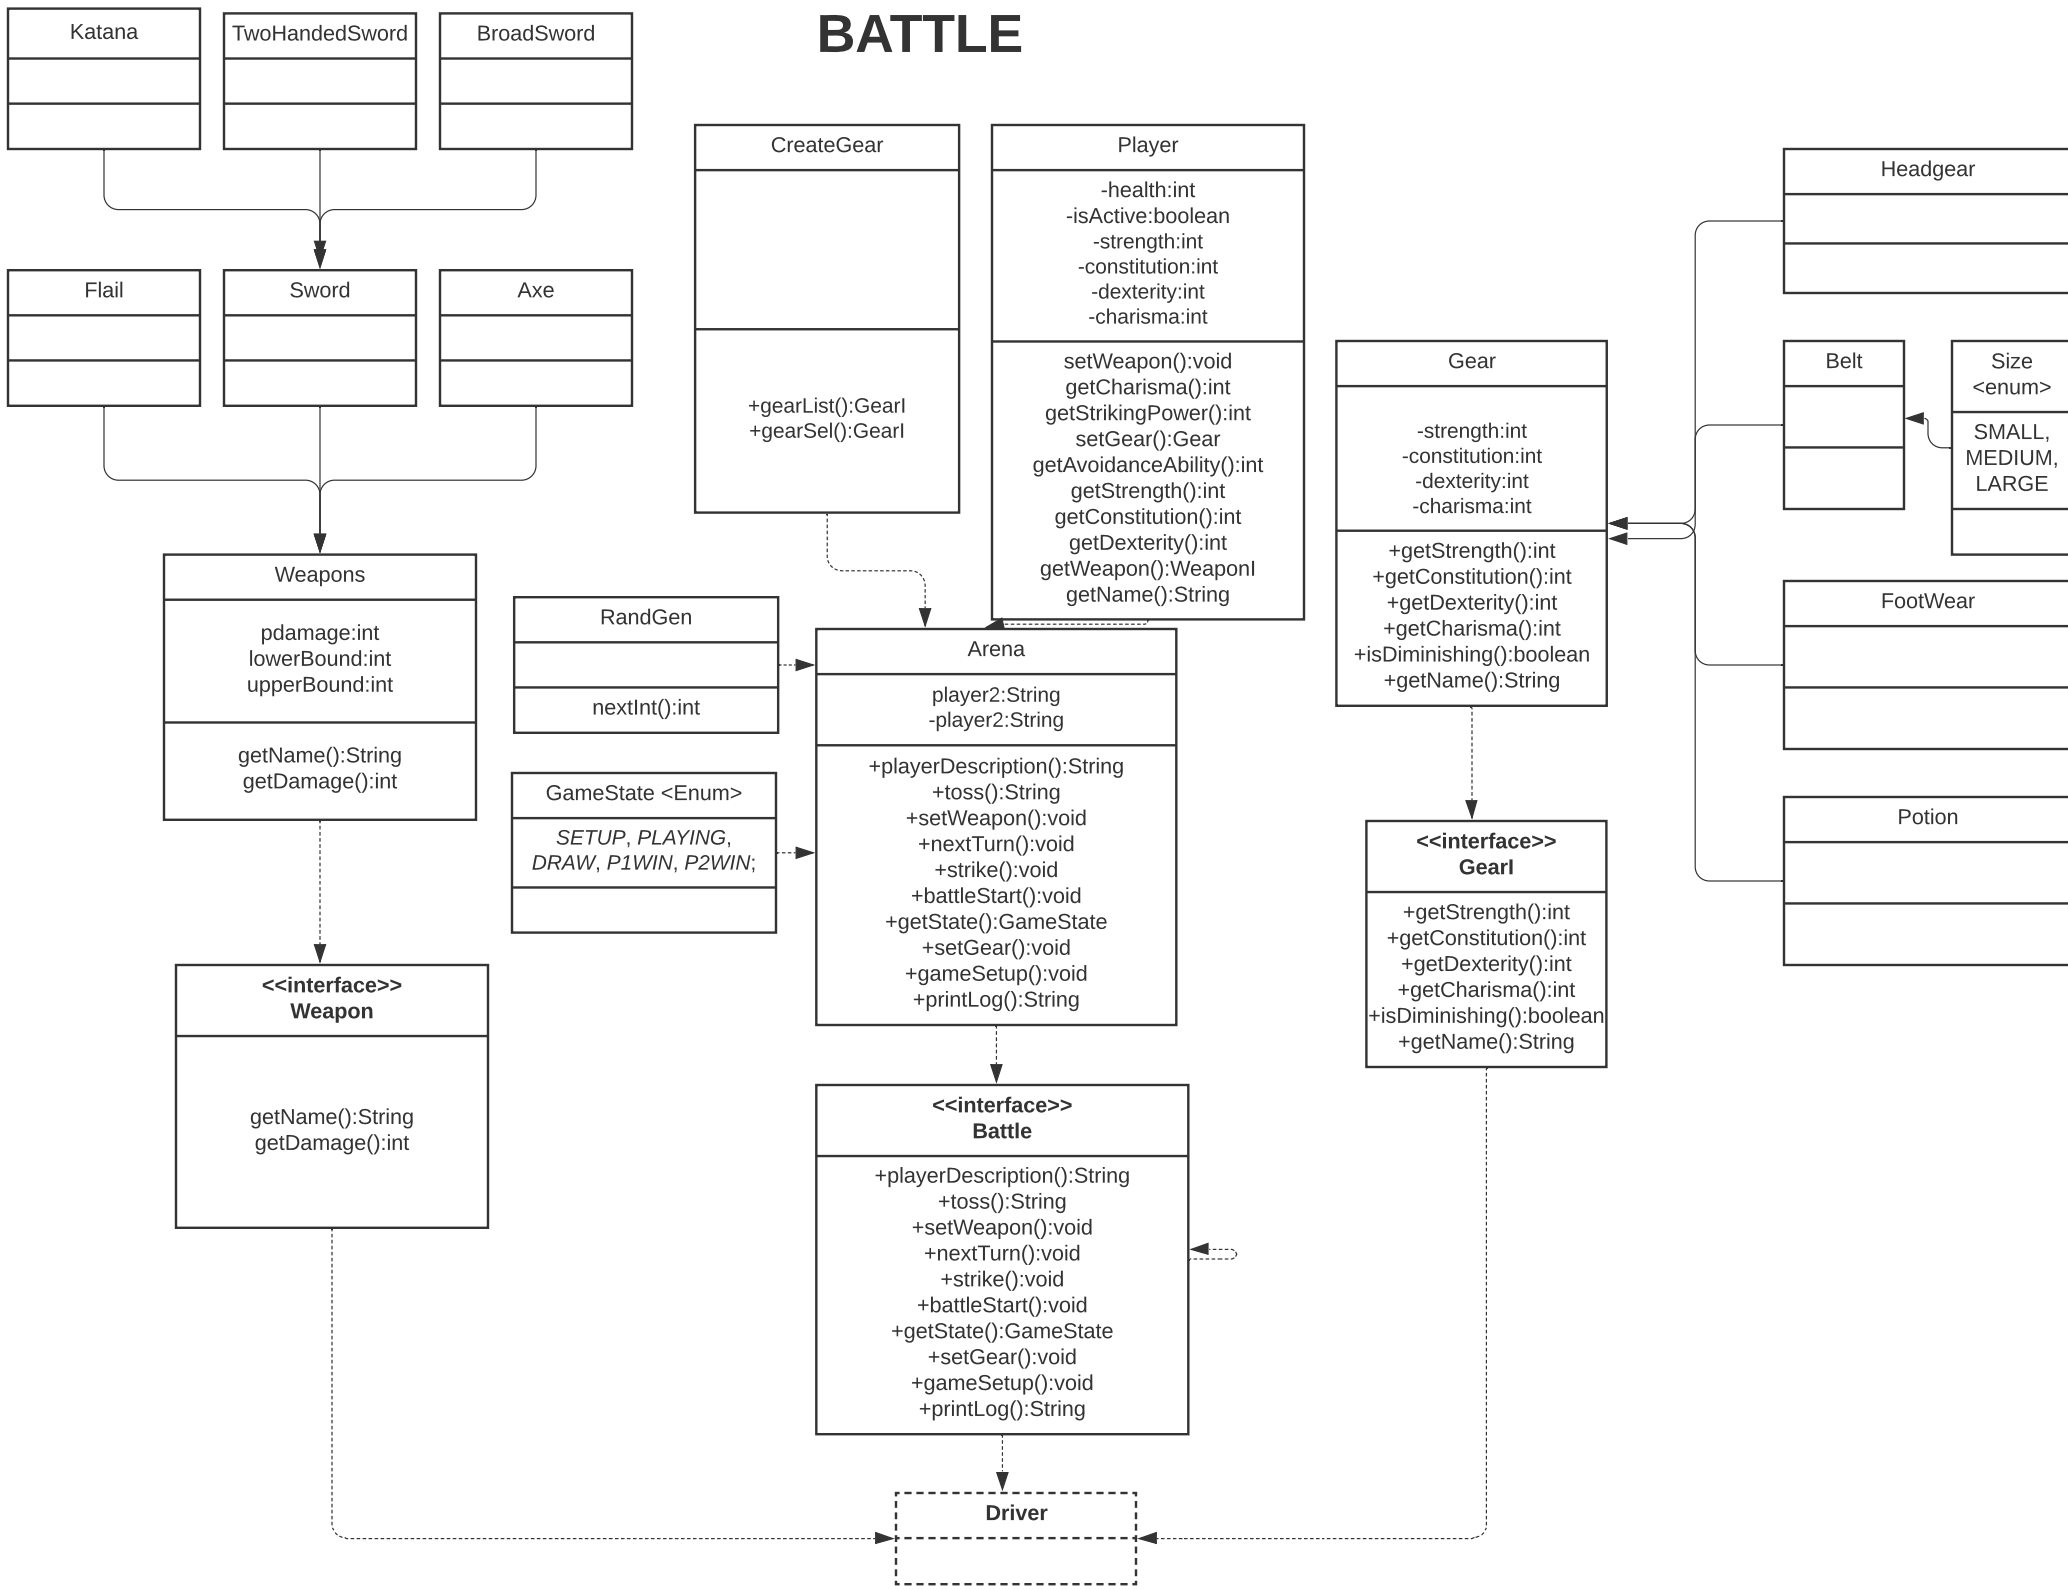 BATTLE
Katana
TwoHandedSword
BroadSword
Flail
Sword
Axe
Weapons
pdamage:int
lowerBound:int
upperBound:int
getName():String
getDamage():int
<<interface>>
Weapon
getName():String
getDamage():int
CreateGear
+gearList():GearI
+gearSel():GearI
Player
-health:int
-isActive:boolean
-strength:int
-constitution:int
-dexterity:int
-charisma:int
setWeapon():void
getCharisma():int
getStrikingPower():int
setGear():Gear
getAvoidanceAbility():int
getStrength():int
getConstitution():int
getDexterity():int
getWeapon():WeaponI
getName():String
RandGen
nextInt():int
GameState <Enum>
SETUP, PLAYING,
DRAW, P1WIN, P2WIN;
Arena
player2:String
-player2:String
+playerDescription():String
+toss():String
+setWeapon():void
+nextTurn():void
+strike():void
+battleStart():void
+getState():GameState
+setGear():void
+gameSetup():void
+printLog():String
<<interface>>
Battle
+playerDescription():String
+toss():String
+setWeapon():void
+nextTurn():void
+strike():void
+battleStart():void
+getState():GameState
+setGear():void
+gameSetup():void
+printLog():String
Driver
Gear
-strength:int
-constitution:int
-dexterity:int
-charisma:int
+getStrength():int
+getConstitution():int
+getDexterity():int
+getCharisma():int
+isDiminishing():boolean
+getName():String
<<interface>>
GearI
+getStrength():int
+getConstitution():int
+getDexterity():int
+getCharisma():int
+isDiminishing():boolean
+getName():String
Headgear
Belt
Size
<enum>
SMALL,
MEDIUM,
LARGE
FootWear
Potion